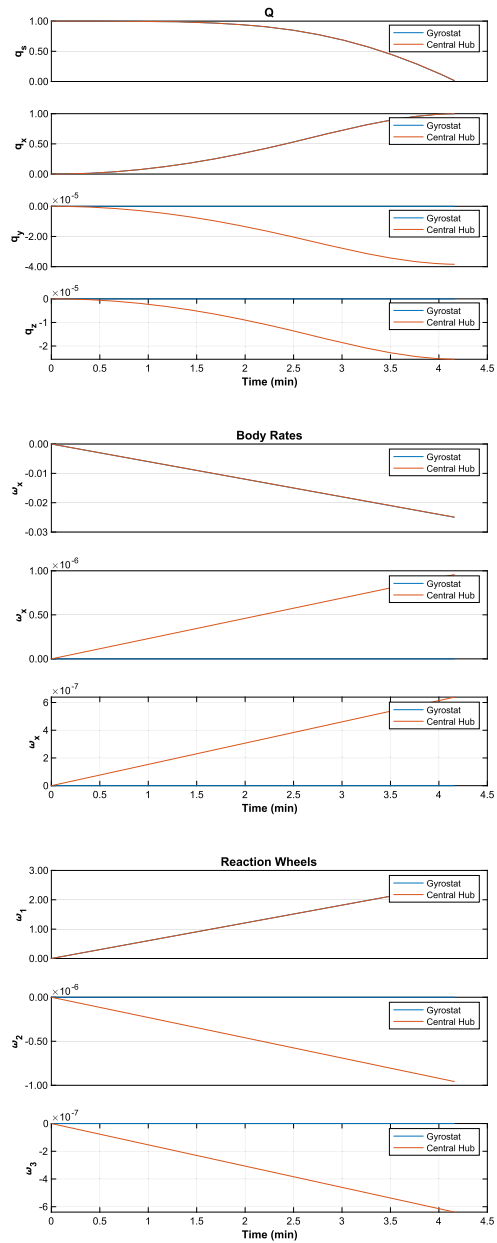 Q
1.00
0.50
0.00
q_s
Gyrostat
Central Hub
1.00
0.50
0.00
q_x
Gyrostat
Central Hub
×10^-5
0.00
-2.00
-4.00
q_y
Gyrostat
Central Hub
×10^-5
0
-1
-2
q_z
Gyrostat
Central Hub
0 0.5 1 1.5 2 2.5 3 3.5 4 4.5
Time (min)
Body Rates
0.00
-0.01
-0.02
-0.03
ω_x
Gyrostat
Central Hub
×10^-6
1.00
0.50
0.00
ω_x
Gyrostat
Central Hub
×10^-7
6
4
2
0
ω_x
Gyrostat
Central Hub
0 0.5 1 1.5 2 2.5 3 3.5 4 4.5
Time (min)
Reaction Wheels
3.00
2.00
1.00
0.00
ω_1
Gyrostat
Central Hub
×10^-6
0.00
-0.50
-1.00
ω_2
Gyrostat
Central Hub
×10^-7
0
-2
-4
-6
ω_3
Gyrostat
Central Hub
0 0.5 1 1.5 2 2.5 3 3.5 4 4.5
Time (min)